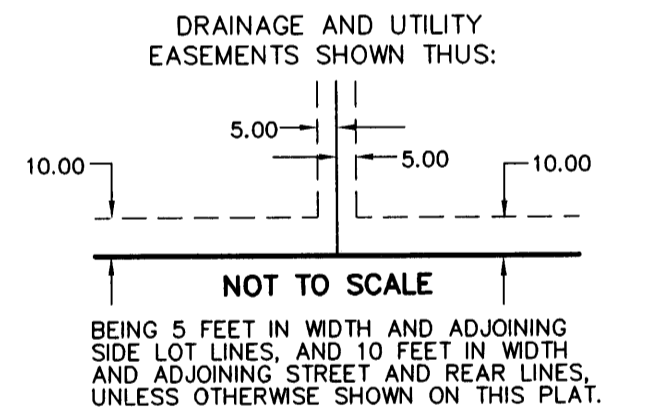 DRAINAGE AND UTILITY
EASEMENTS SHOWN THUS:
5.00
5.00
10.00
10.00
NOT TO SCALE
BEING 5 FEET IN WIDTH AND ADJOINING
SIDE LOT LINES, AND 10 FEET IN WIDTH
AND ADJOINING STREET AND REAR LINES,
UNLESS OTHERWISE SHOWN ON THIS PLAT.